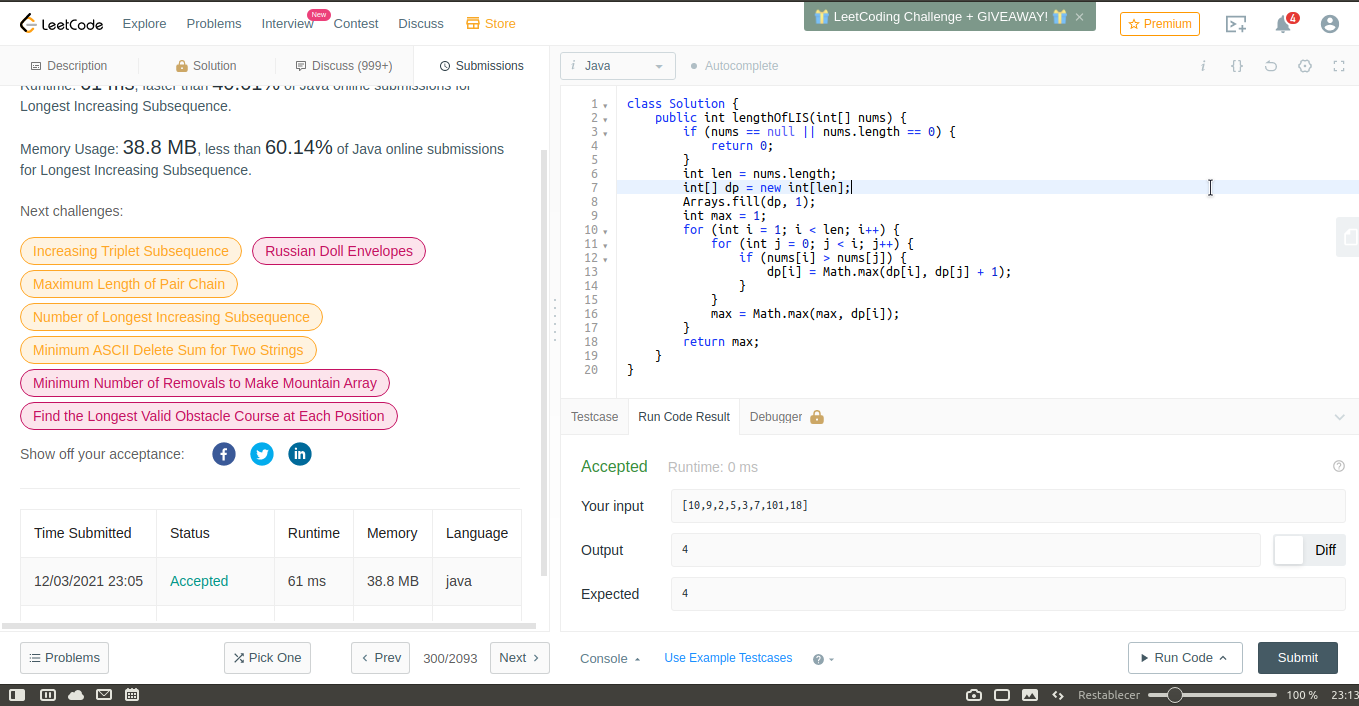 LeetCode Explore Problems Interview New Contest Discuss Store LeetCoding Challenge + GIVEAWAY! × Premium 4
Description Solution Discuss (999+) Submissions
Runtime: 61 ms, faster than of Java online submissions for
Longest Increasing Subsequence.
Memory Usage: 38.8 MB, less than 60.14% of Java online submissions
for Longest Increasing Subsequence.
Next challenges:
Increasing Triplet Subsequence Russian Doll Envelopes
Maximum Length of Pair Chain
Number of Longest Increasing Subsequence
Minimum ASCII Delete Sum for Two Strings
Minimum Number of Removals to Make Mountain Array
Find the Longest Valid Obstacle Course at Each Position
Show off your acceptance:
Time Submitted Status Runtime Memory Language
12/03/2021 23:05 Accepted 61 ms 38.8 MB java
Problems Pick One Prev 300/2093 Next
i Java Autocomplete i {}
1 class Solution {
2 public int lengthOfLIS(int[] nums) {
3 if (nums == null || nums.length == 0) {
4 return 0;
5 }
6 int len = nums.length;
7 int[] dp = new int[len];
8 Arrays.fill(dp, 1);
9 int max = 1;
10 for (int i = 1; i < len; i++) {
11 for (int j = 0; j < i; j++) {
12 if (nums[i] > nums[j]) {
13 dp[i] = Math.max(dp[i], dp[j] + 1);
14 }
15 }
16 max = Math.max(max, dp[i]);
17 }
18 return max;
19 }
20 }
Testcase Run Code Result Debugger
Accepted Runtime: 0 ms
Your input [10,9,2,5,3,7,101,18]
Output 4 Diff
Expected 4
Console Use Example Testcases Run Code Submit
Restablecer 100 % 23:13